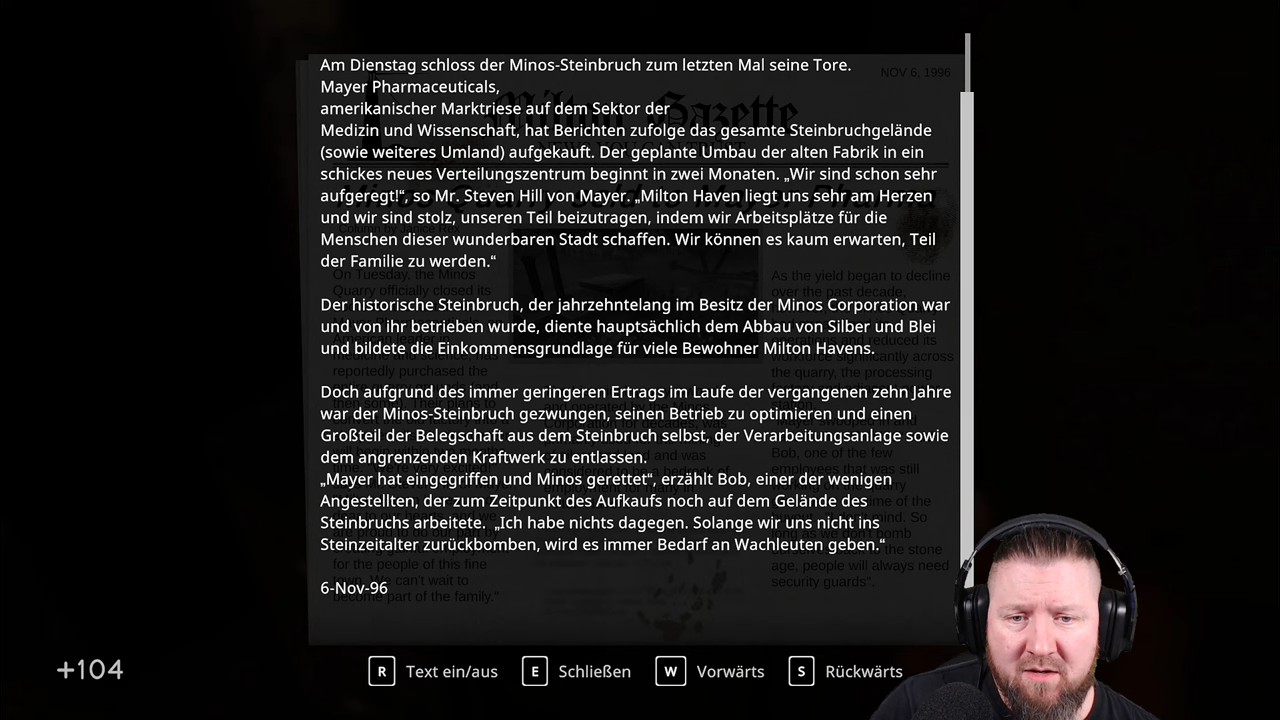 Am Dienstag schloss der Minos-Steinbruch zum letzten Mal seine Tore.
NOV 6, 1996
Mayer Pharmaceuticals,
Milton Gazette
amerikanischer Marktriese auf dem Sektor der
Medizin und Wissenschaft, hat Berichten zufolge das gesamte Steinbruchgelände
(sowie weiteres Umland) aufgekauft. Der geplante Umbau der alten Fabrik in ein
schickes neues Verteilungszentrum beginnt in zwei Monaten. „Wir sind schon sehr
aufgeregt!“, so Mr. Steven Hill von Mayer. „Milton Haven liegt uns sehr am Herzen
und wir sind stolz, unseren Teil beizutragen, indem wir Arbeitsplätze für die
Menschen dieser wunderbaren Stadt schaffen. Wir können es kaum erwarten, Teil
der Familie zu werden.“
Der historische Steinbruch, der jahrzehntelang im Besitz der Minos Corporation war
und von ihr betrieben wurde, diente hauptsächlich dem Abbau von Silber und Blei
und bildete die Einkommensgrundlage für viele Bewohner Milton Havens.
Doch aufgrund des immer geringeren Ertrags im Laufe der vergangenen zehn Jahre
war der Minos-Steinbruch gezwungen, seinen Betrieb zu optimieren und einen
Großteil der Belegschaft aus dem Steinbruch selbst, der Verarbeitungsanlage sowie
dem angrenzenden Kraftwerk zu entlassen.
„Mayer hat eingegriffen und Minos gerettet“, erzählt Bob, einer der wenigen
Angestellten, der zum Zeitpunkt des Aufkaufs noch auf dem Gelände des
Steinbruchs arbeitete. „Ich habe nichts dagegen. Solange wir uns nicht ins
Steinzeitalter zurückbomben, wird es immer Bedarf an Wachleuten geben.“
6-Nov-96
+104
R Text ein/aus
E Schließen
W Vorwärts
S Rückwärts